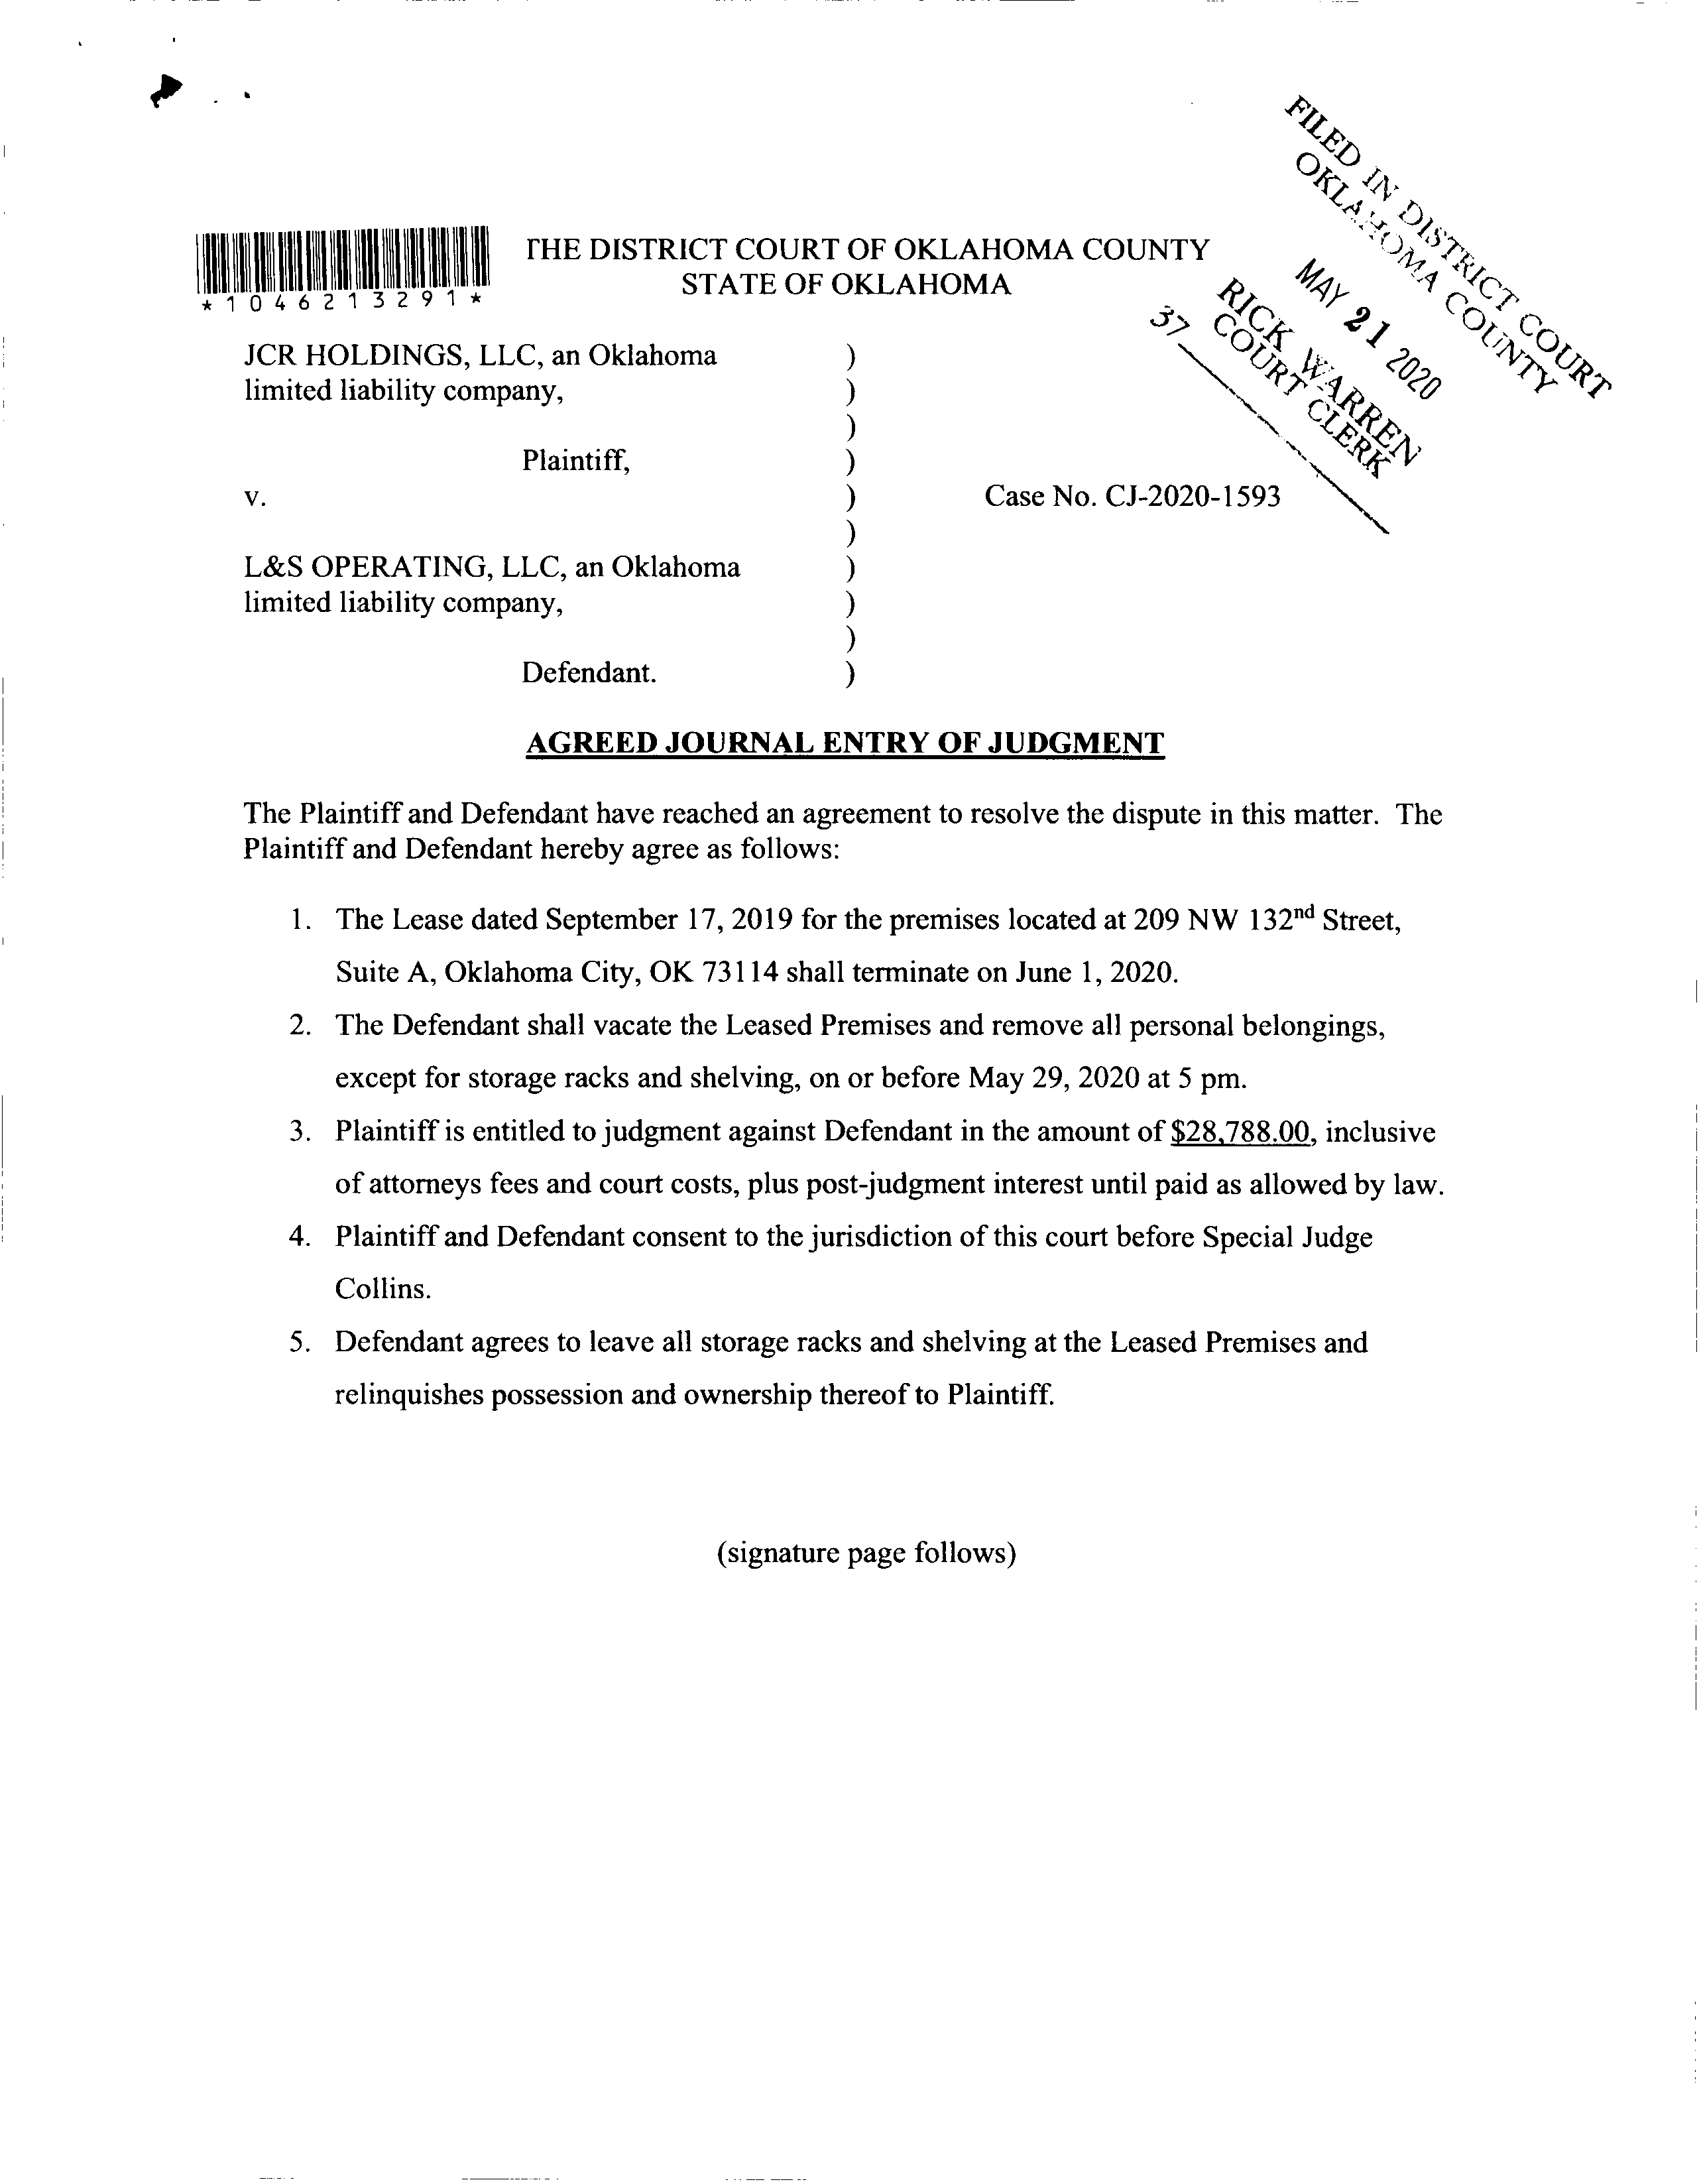 FILED IN DISTRICT COURT
OKLAHOMA COUNTY
MAY 21 2020
RICK WARREN
COURT CLERK
37
*1046213291*
THE DISTRICT COURT OF OKLAHOMA COUNTY
STATE OF OKLAHOMA
JCR HOLDINGS, LLC, an Oklahoma )
limited liability company, )
)
Plaintiff, )
v. ) Case No. CJ-2020-1593
)
L&S OPERATING, LLC, an Oklahoma )
limited liability company, )
)
Defendant. )
AGREED JOURNAL ENTRY OF JUDGMENT
The Plaintiff and Defendant have reached an agreement to resolve the dispute in this matter. The
Plaintiff and Defendant hereby agree as follows:
1. The Lease dated September 17, 2019 for the premises located at 209 NW 132nd Street,
Suite A, Oklahoma City, OK 73114 shall terminate on June 1, 2020.
2. The Defendant shall vacate the Leased Premises and remove all personal belongings,
except for storage racks and shelving, on or before May 29, 2020 at 5 pm.
3. Plaintiff is entitled to judgment against Defendant in the amount of $28,788.00, inclusive
of attorneys fees and court costs, plus post-judgment interest until paid as allowed by law.
4. Plaintiff and Defendant consent to the jurisdiction of this court before Special Judge
Collins.
5. Defendant agrees to leave all storage racks and shelving at the Leased Premises and
relinquishes possession and ownership thereof to Plaintiff.
(signature page follows)